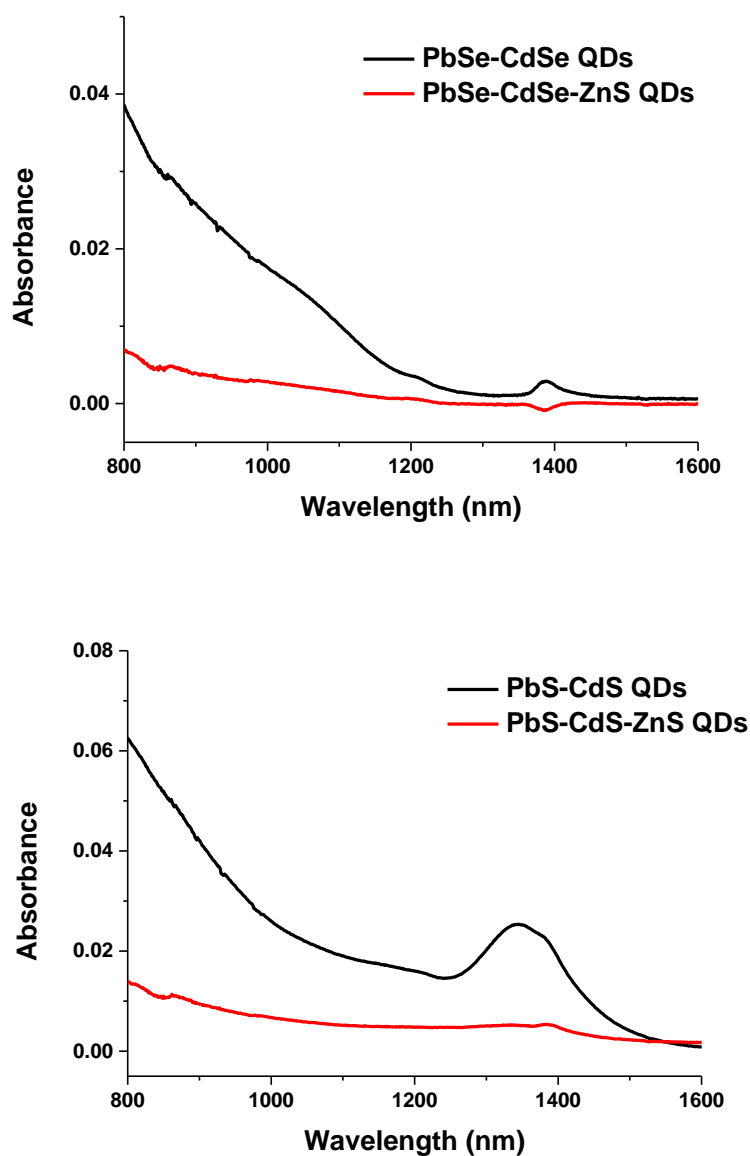 PbSe-CdSe QDs
PbSe-CdSe-ZnS QDs
0.04
0.02
0.00
Absorbance
800 1000 1200 1400 1600
Wavelength (nm)
0.08
PbS-CdS QDs
PbS-CdS-ZnS QDs
0.06
0.04
0.02
0.00
Absorbance
800 1000 1200 1400 1600
Wavelength (nm)